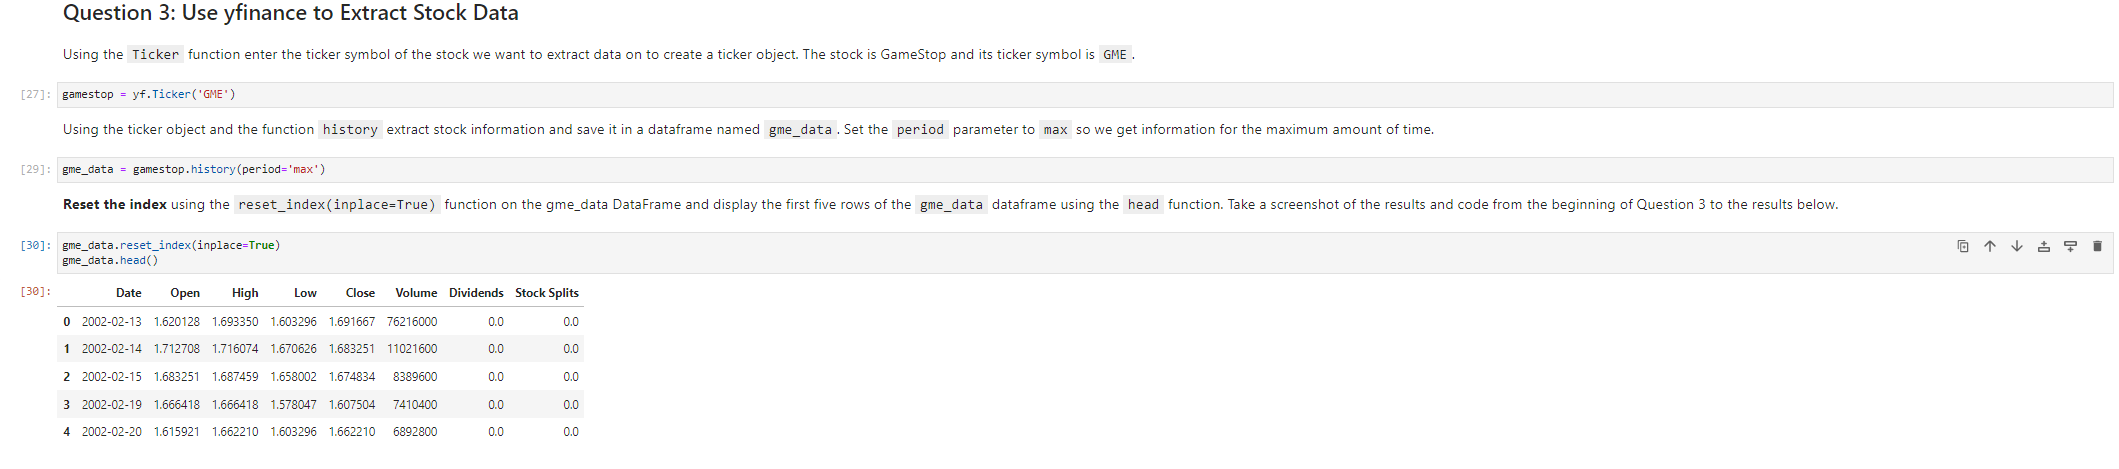 Question 3: Use yfinance to Extract Stock Data
Using the Ticker function enter the ticker symbol of the stock we want to extract data on to create a ticker object. The stock is GameStop and its ticker symbol is GME.
[27]: gamestop = yf.Ticker('GME')
Using the ticker object and the function history extract stock information and save it in a dataframe named gme_data. Set the period parameter to max so we get information for the maximum amount of time.
[29]: gme_data = gamestop.history(period='max')
Reset the index using the reset_index(inplace=True) function on the gme_data DataFrame and display the first five rows of the gme_data dataframe using the head function. Take a screenshot of the results and code from the beginning of Question 3 to the results below.
[30]: gme_data.reset_index(inplace=True)
gme_data.head()
[30]: Date Open High Low Close Volume Dividends Stock Splits
0 2002-02-13 1.620128 1.693350 1.603296 1.691667 76216000 0.0 0.0
1 2002-02-14 1.712708 1.716074 1.670626 1.683251 11021600 0.0 0.0
2 2002-02-15 1.683251 1.687459 1.658002 1.674834 8389600 0.0 0.0
3 2002-02-19 1.666418 1.666418 1.578047 1.607504 7410400 0.0 0.0
4 2002-02-20 1.615921 1.662210 1.603296 1.662210 6892800 0.0 0.0